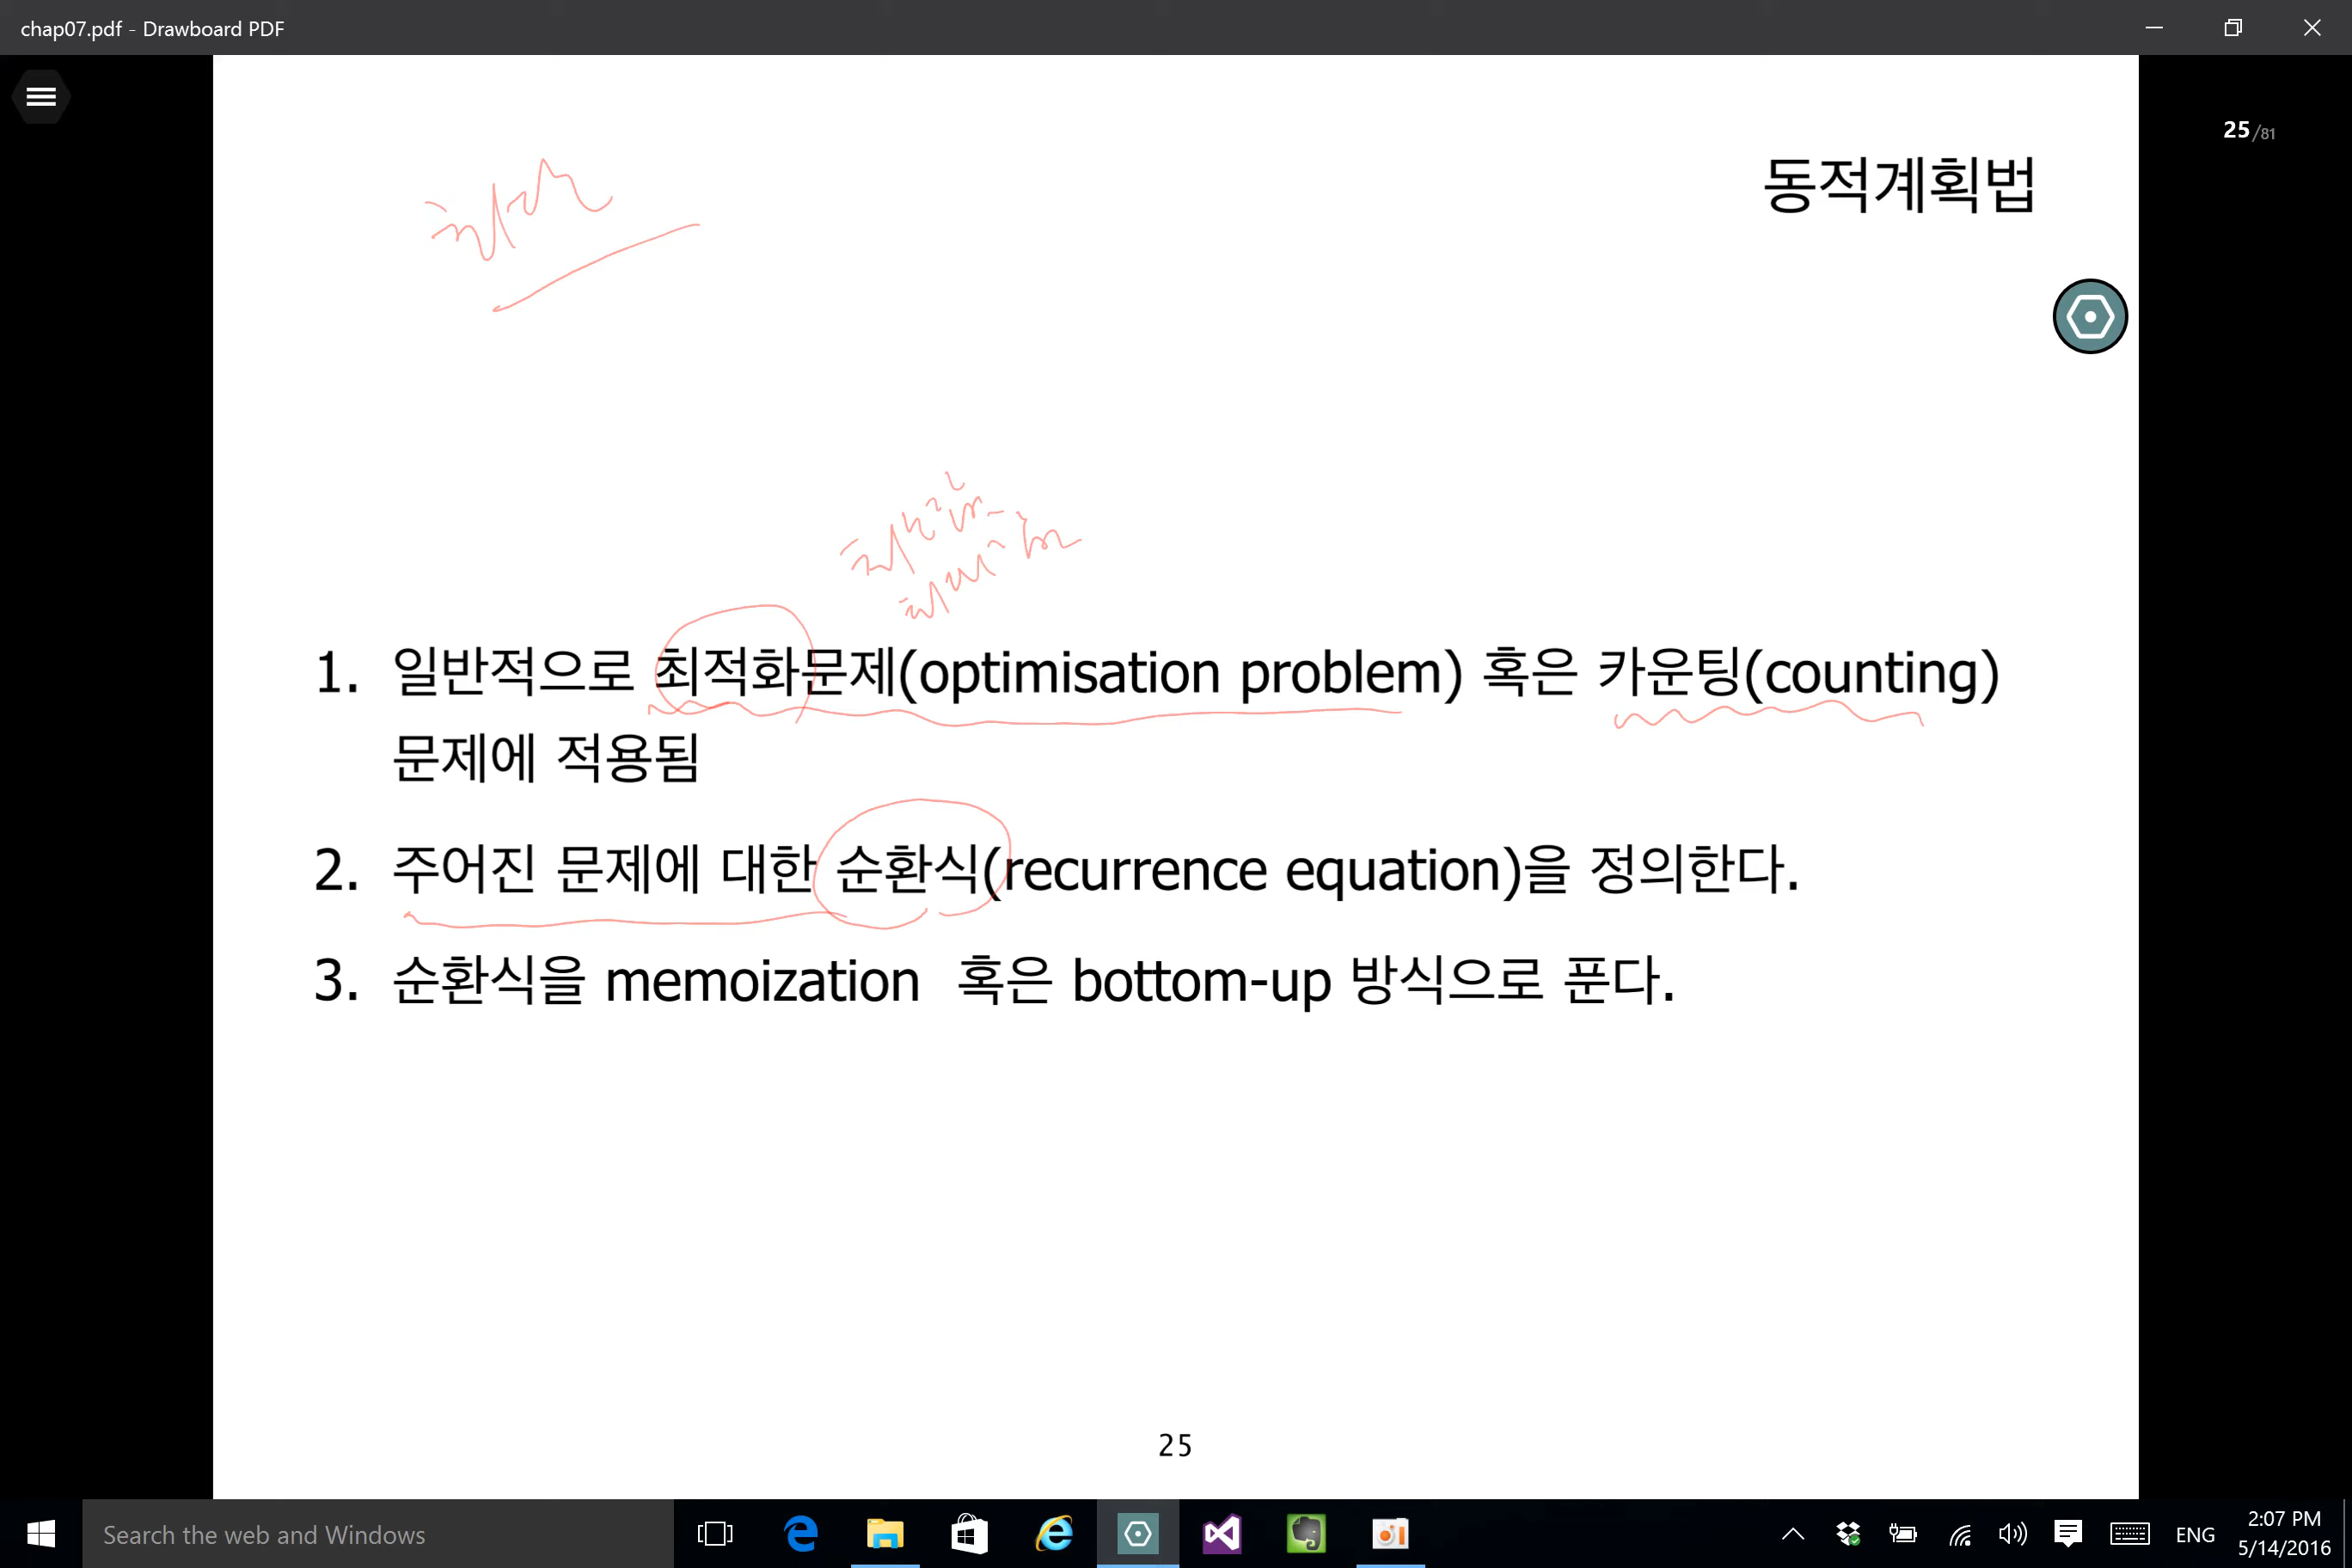 chap07.pdf - Drawboard PDF
25/81
동적계획법
1. 일반적으로 최적화문제(optimisation problem) 혹은 카운팅(counting)
문제에 적용됨
2. 주어진 문제에 대한 순환식(recurrence equation)을 정의한다.
3. 순환식을 memoization 혹은 bottom-up 방식으로 푼다.
25
Search the web and Windows
ENG
2:07 PM
5/14/2016